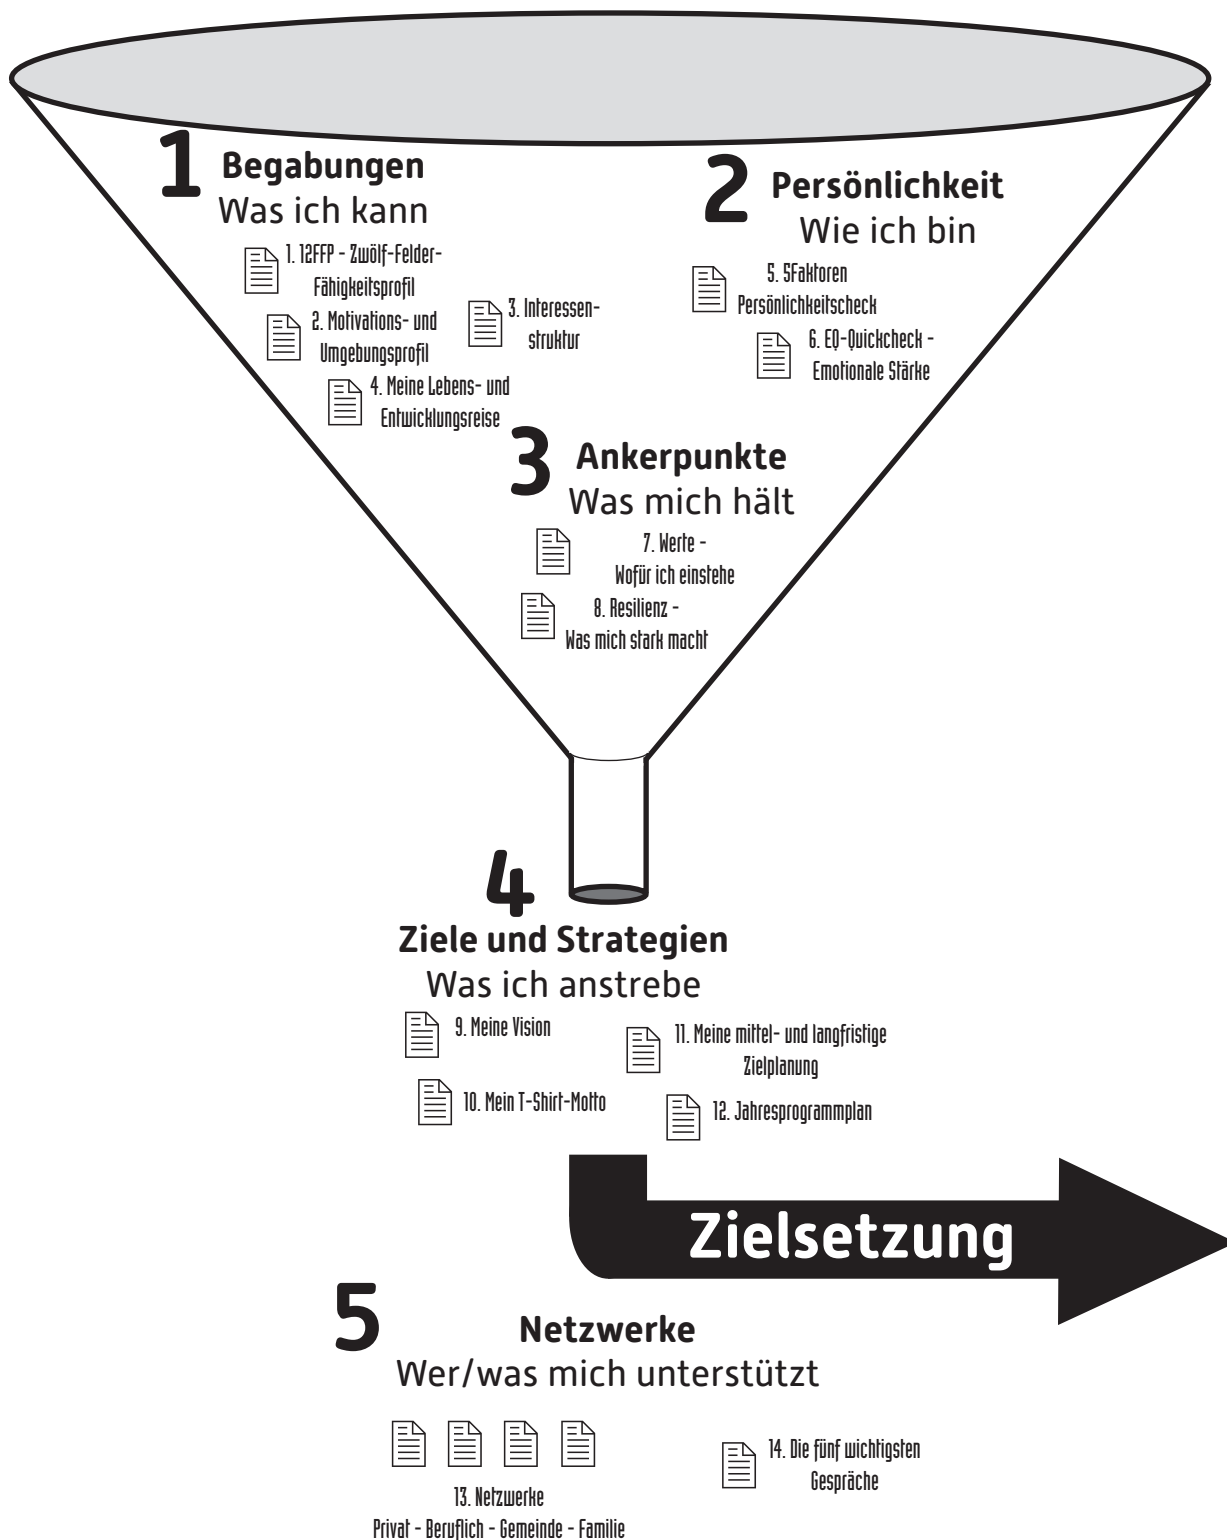 1
Begabungen
Was ich kann
1. 12FFP - Zwölf-Felder-
Fähigkeitsprofil
2. Motivations- und
Umgebungsprofil
3. Interessen-
struktur
4. Meine Lebens- und
Entwicklungsreise
2
Persönlichkeit
Wie ich bin
5. 5Faktoren
Persönlichkeitscheck
6. EQ-Quickcheck -
Emotionale Stärke
3
Ankerpunkte
Was mich hält
7. Werte -
Wofür ich einstehe
8. Resilienz -
Was mich stark macht
4
Ziele und Strategien
Was ich anstrebe
9. Meine Vision
10. Mein T-Shirt-Motto
11. Meine mittel- und langfristige
Zielplanung
12. Jahresprogrammplan
Zielsetzung
5
Netzwerke
Wer/was mich unterstützt
13. Netzwerke
Privat - Beruflich - Gemeinde - Familie
14. Die fünf wichtigsten
Gespräche